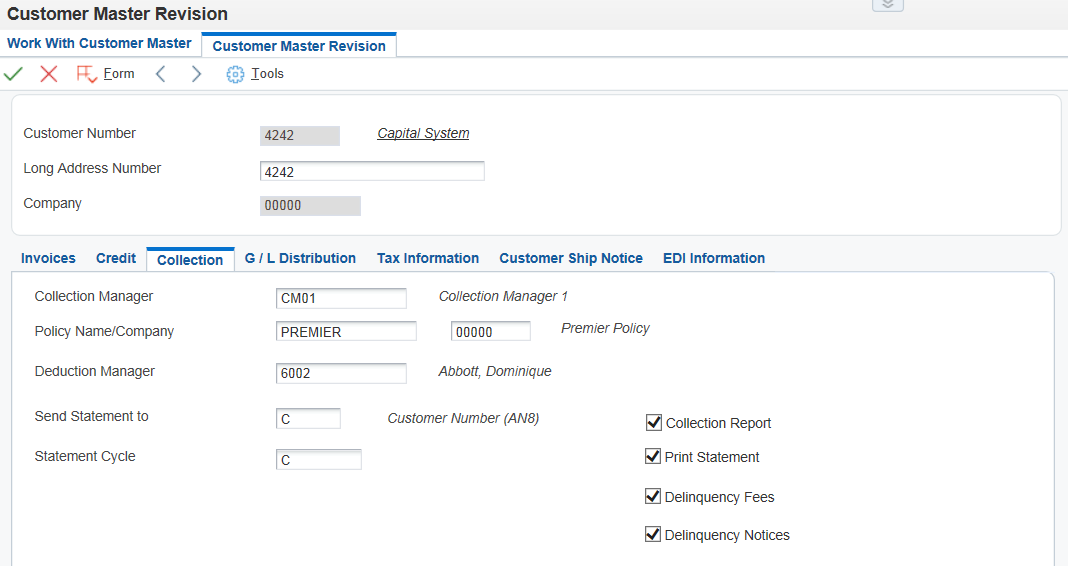 Customer Master Revision
Work With Customer Master Customer Master Revision
Form Tools
Customer Number 4242 Capital System
Long Address Number 4242
Company 00000
Invoices Credit Collection G / L Distribution Tax Information Customer Ship Notice EDI Information
Collection Manager CM01 Collection Manager 1
Policy Name/Company PREMIER 00000 Premier Policy
Deduction Manager 6002 Abbott, Dominique
Send Statement to C Customer Number (AN8)
Collection Report
Statement Cycle C Print Statement
Delinquency Fees
Delinquency Notices